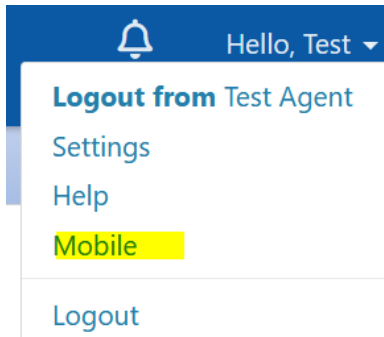 Hello, Test
Logout from Test Agent
Settings
Help
Mobile
Logout